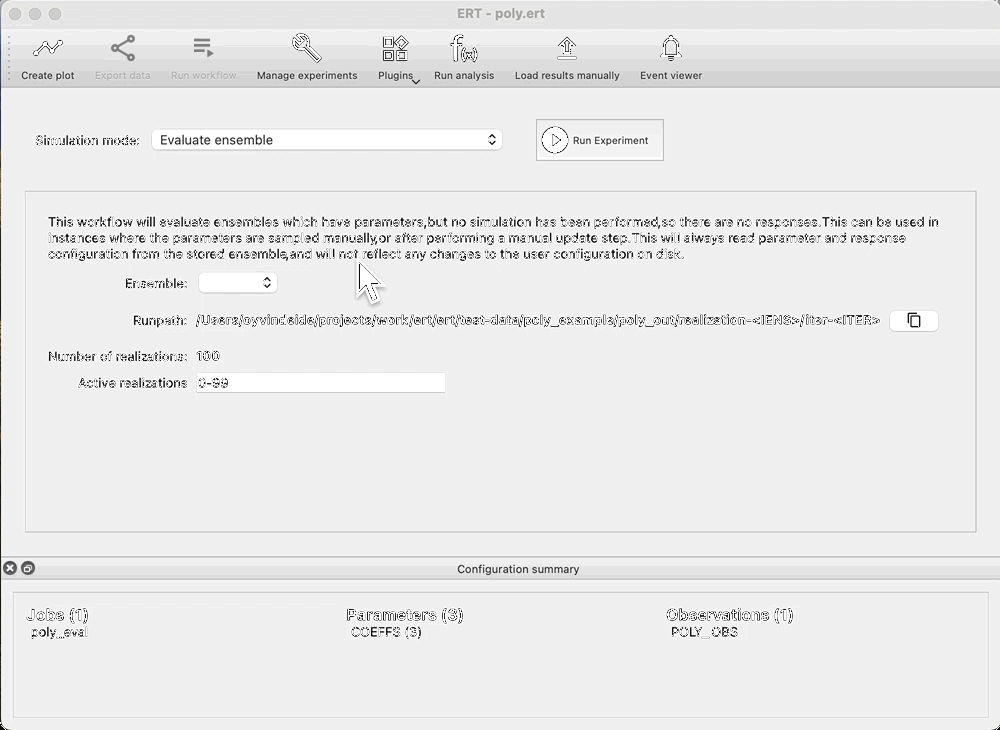 ERT - poly.ert
Create plot
Export data
Run workflow
Manage experiments
Plugins
Run analysis
Load results manually
Event viewer
Simulation mode:
Evaluate ensemble
Run Experiment
This workflow will evaluate ensembles which have parameters,but no simulation has been performed,so there are no responses.This can be used in
instances where the parameters are sampled manually,or after performing a manual update step.This will always read parameter and response
configuration from the stored ensemble,and will not reflect any changes to the user configuration on disk.
Ensemble:
Runpath: /Users/oyvindeide/projects/work/ert/ert/test-data/poly_example/poly_out/realization-<IENS>/iter-<ITER>
Number of realizations: 100
Active realizations 0-99
Configuration summary
Jobs (1)
poly_eval
Parameters (3)
COEFFS (3)
Observations (1)
POLY_OBS